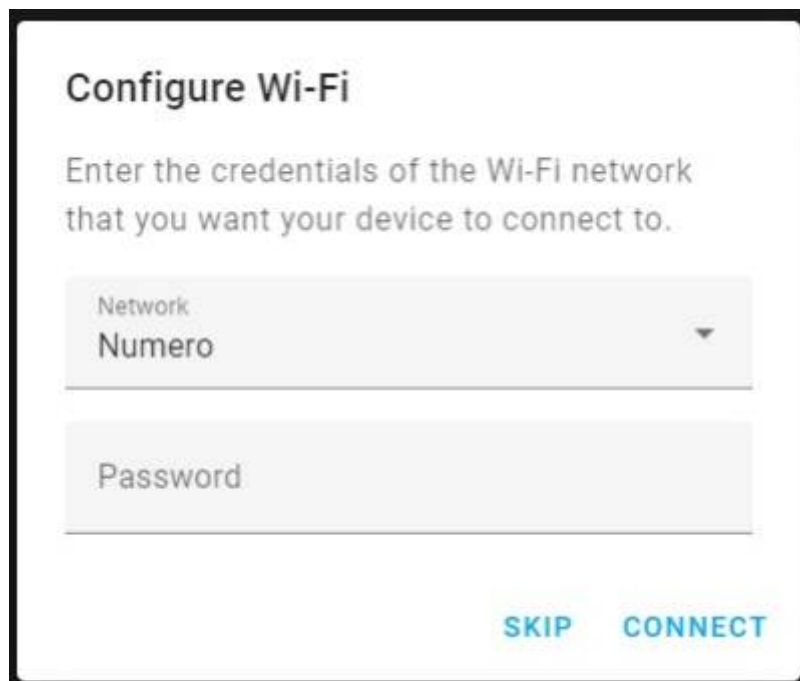 Configure Wi-Fi
Enter the credentials of the Wi-Fi network
that you want your device to connect to.
Network
Numero
Password
SKIP CONNECT